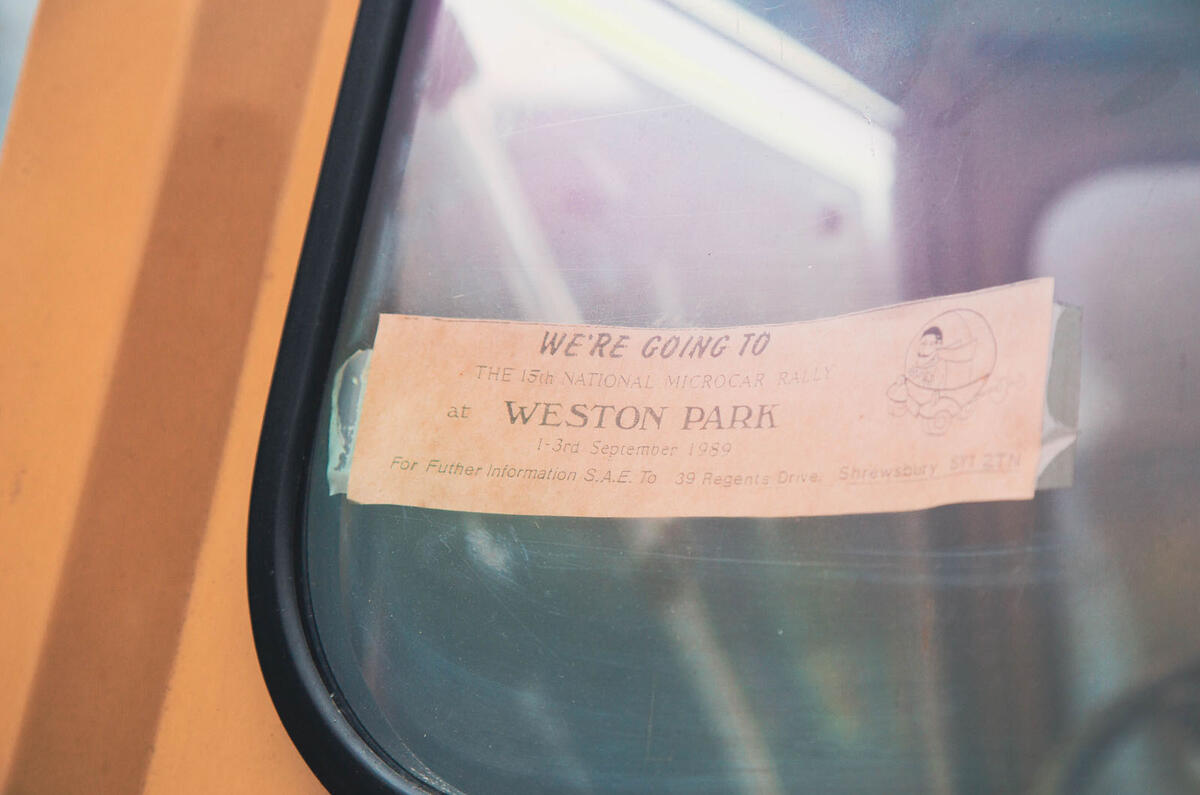 WE'RE GOING TO
THE 15th NATIONAL MICROCAR RALLY
at WESTON PARK
1-3rd September 1989
For Futher Information S.A.E. To 39 Regents Drive. Shrewsbury SY1 2TN